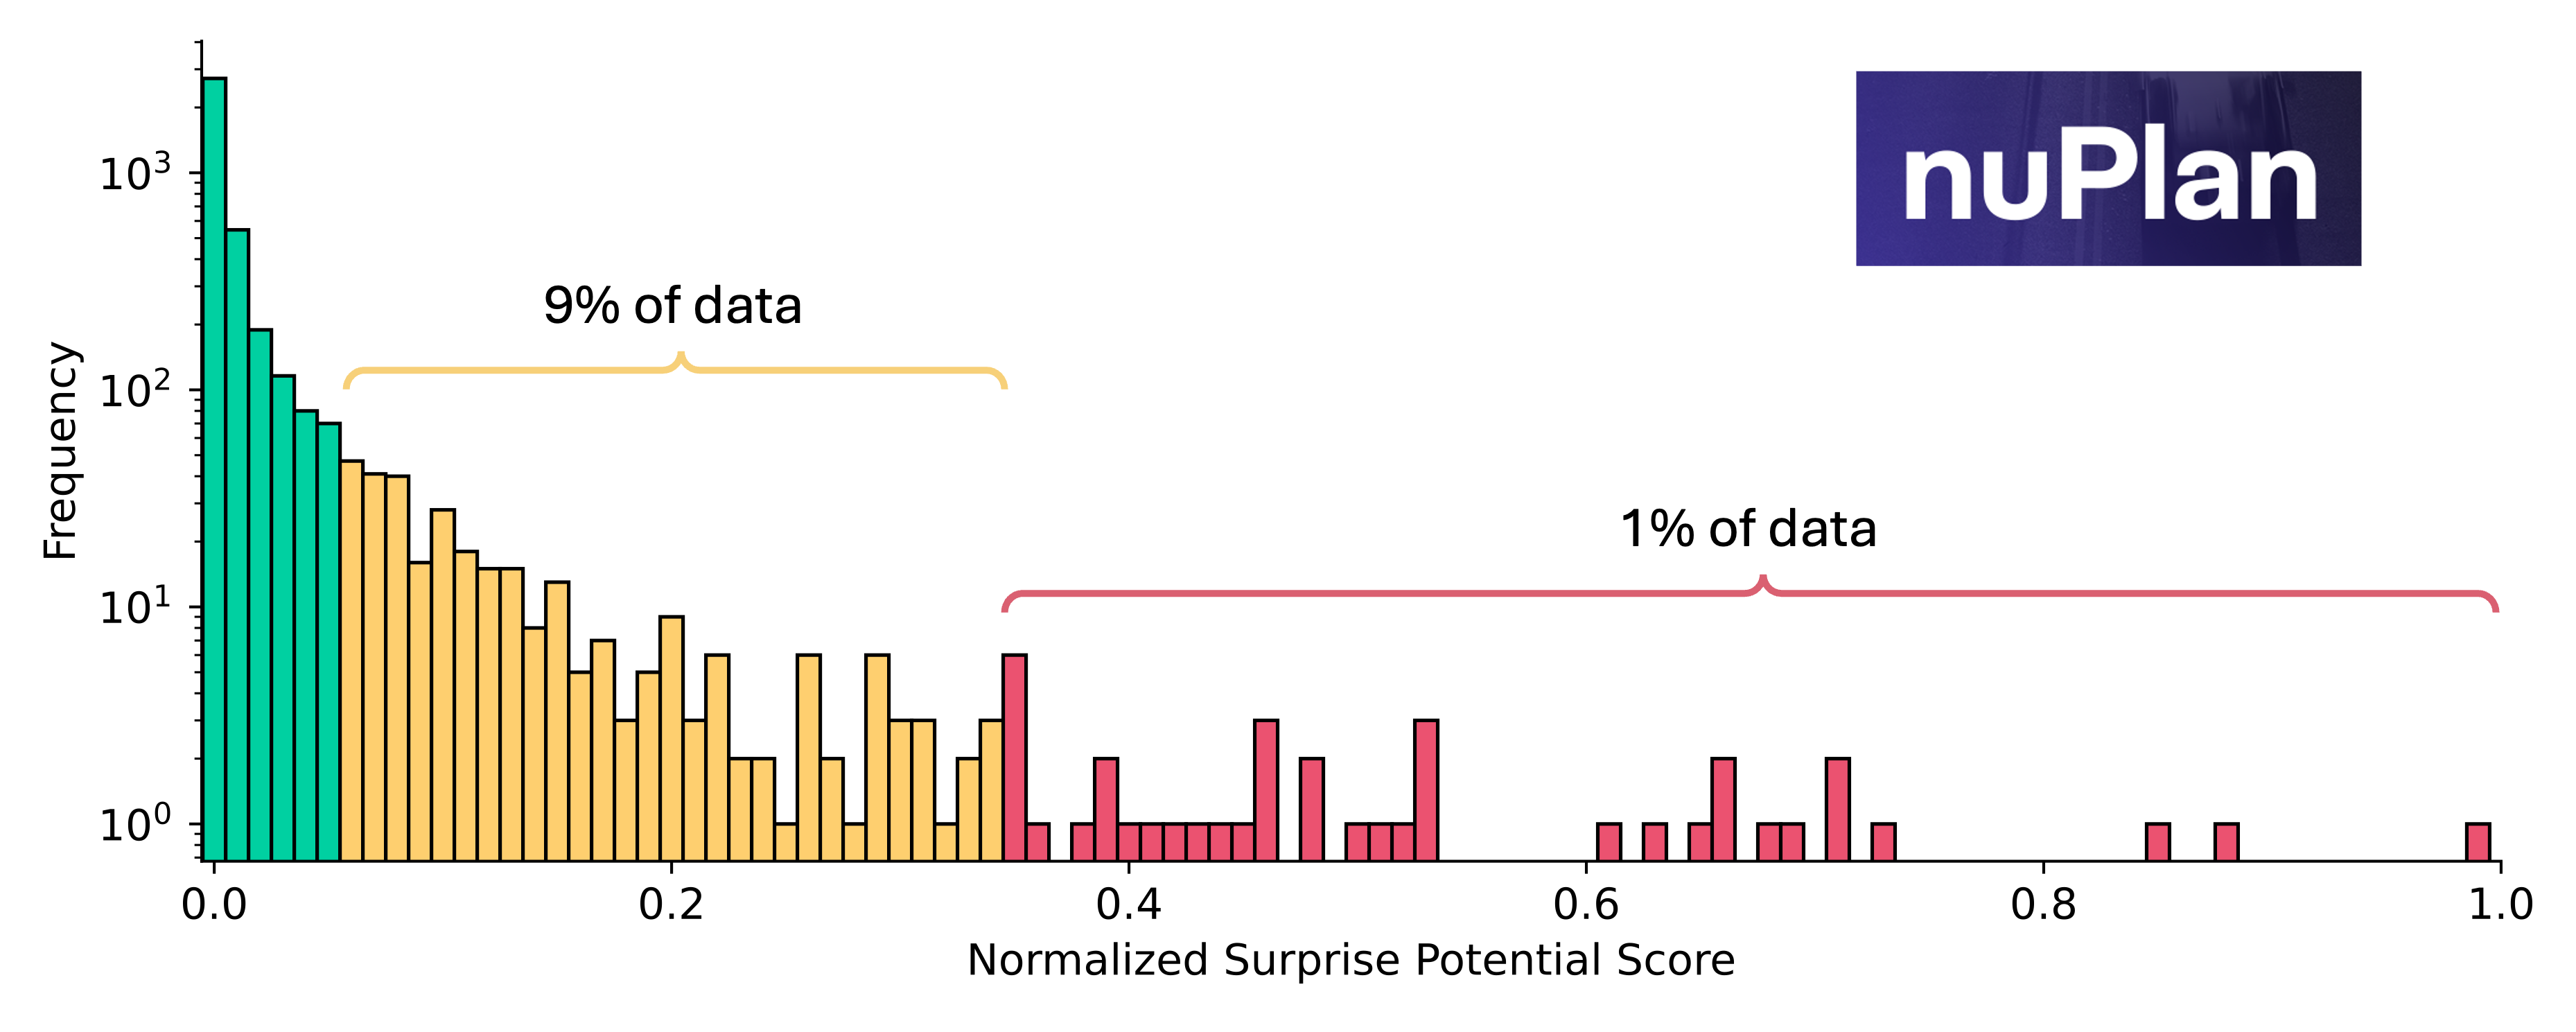 nuPlan
9% of data
1% of data
Frequency
10³
10²
10¹
10⁰
0.0 0.2 0.4 0.6 0.8 1.0
Normalized Surprise Potential Score